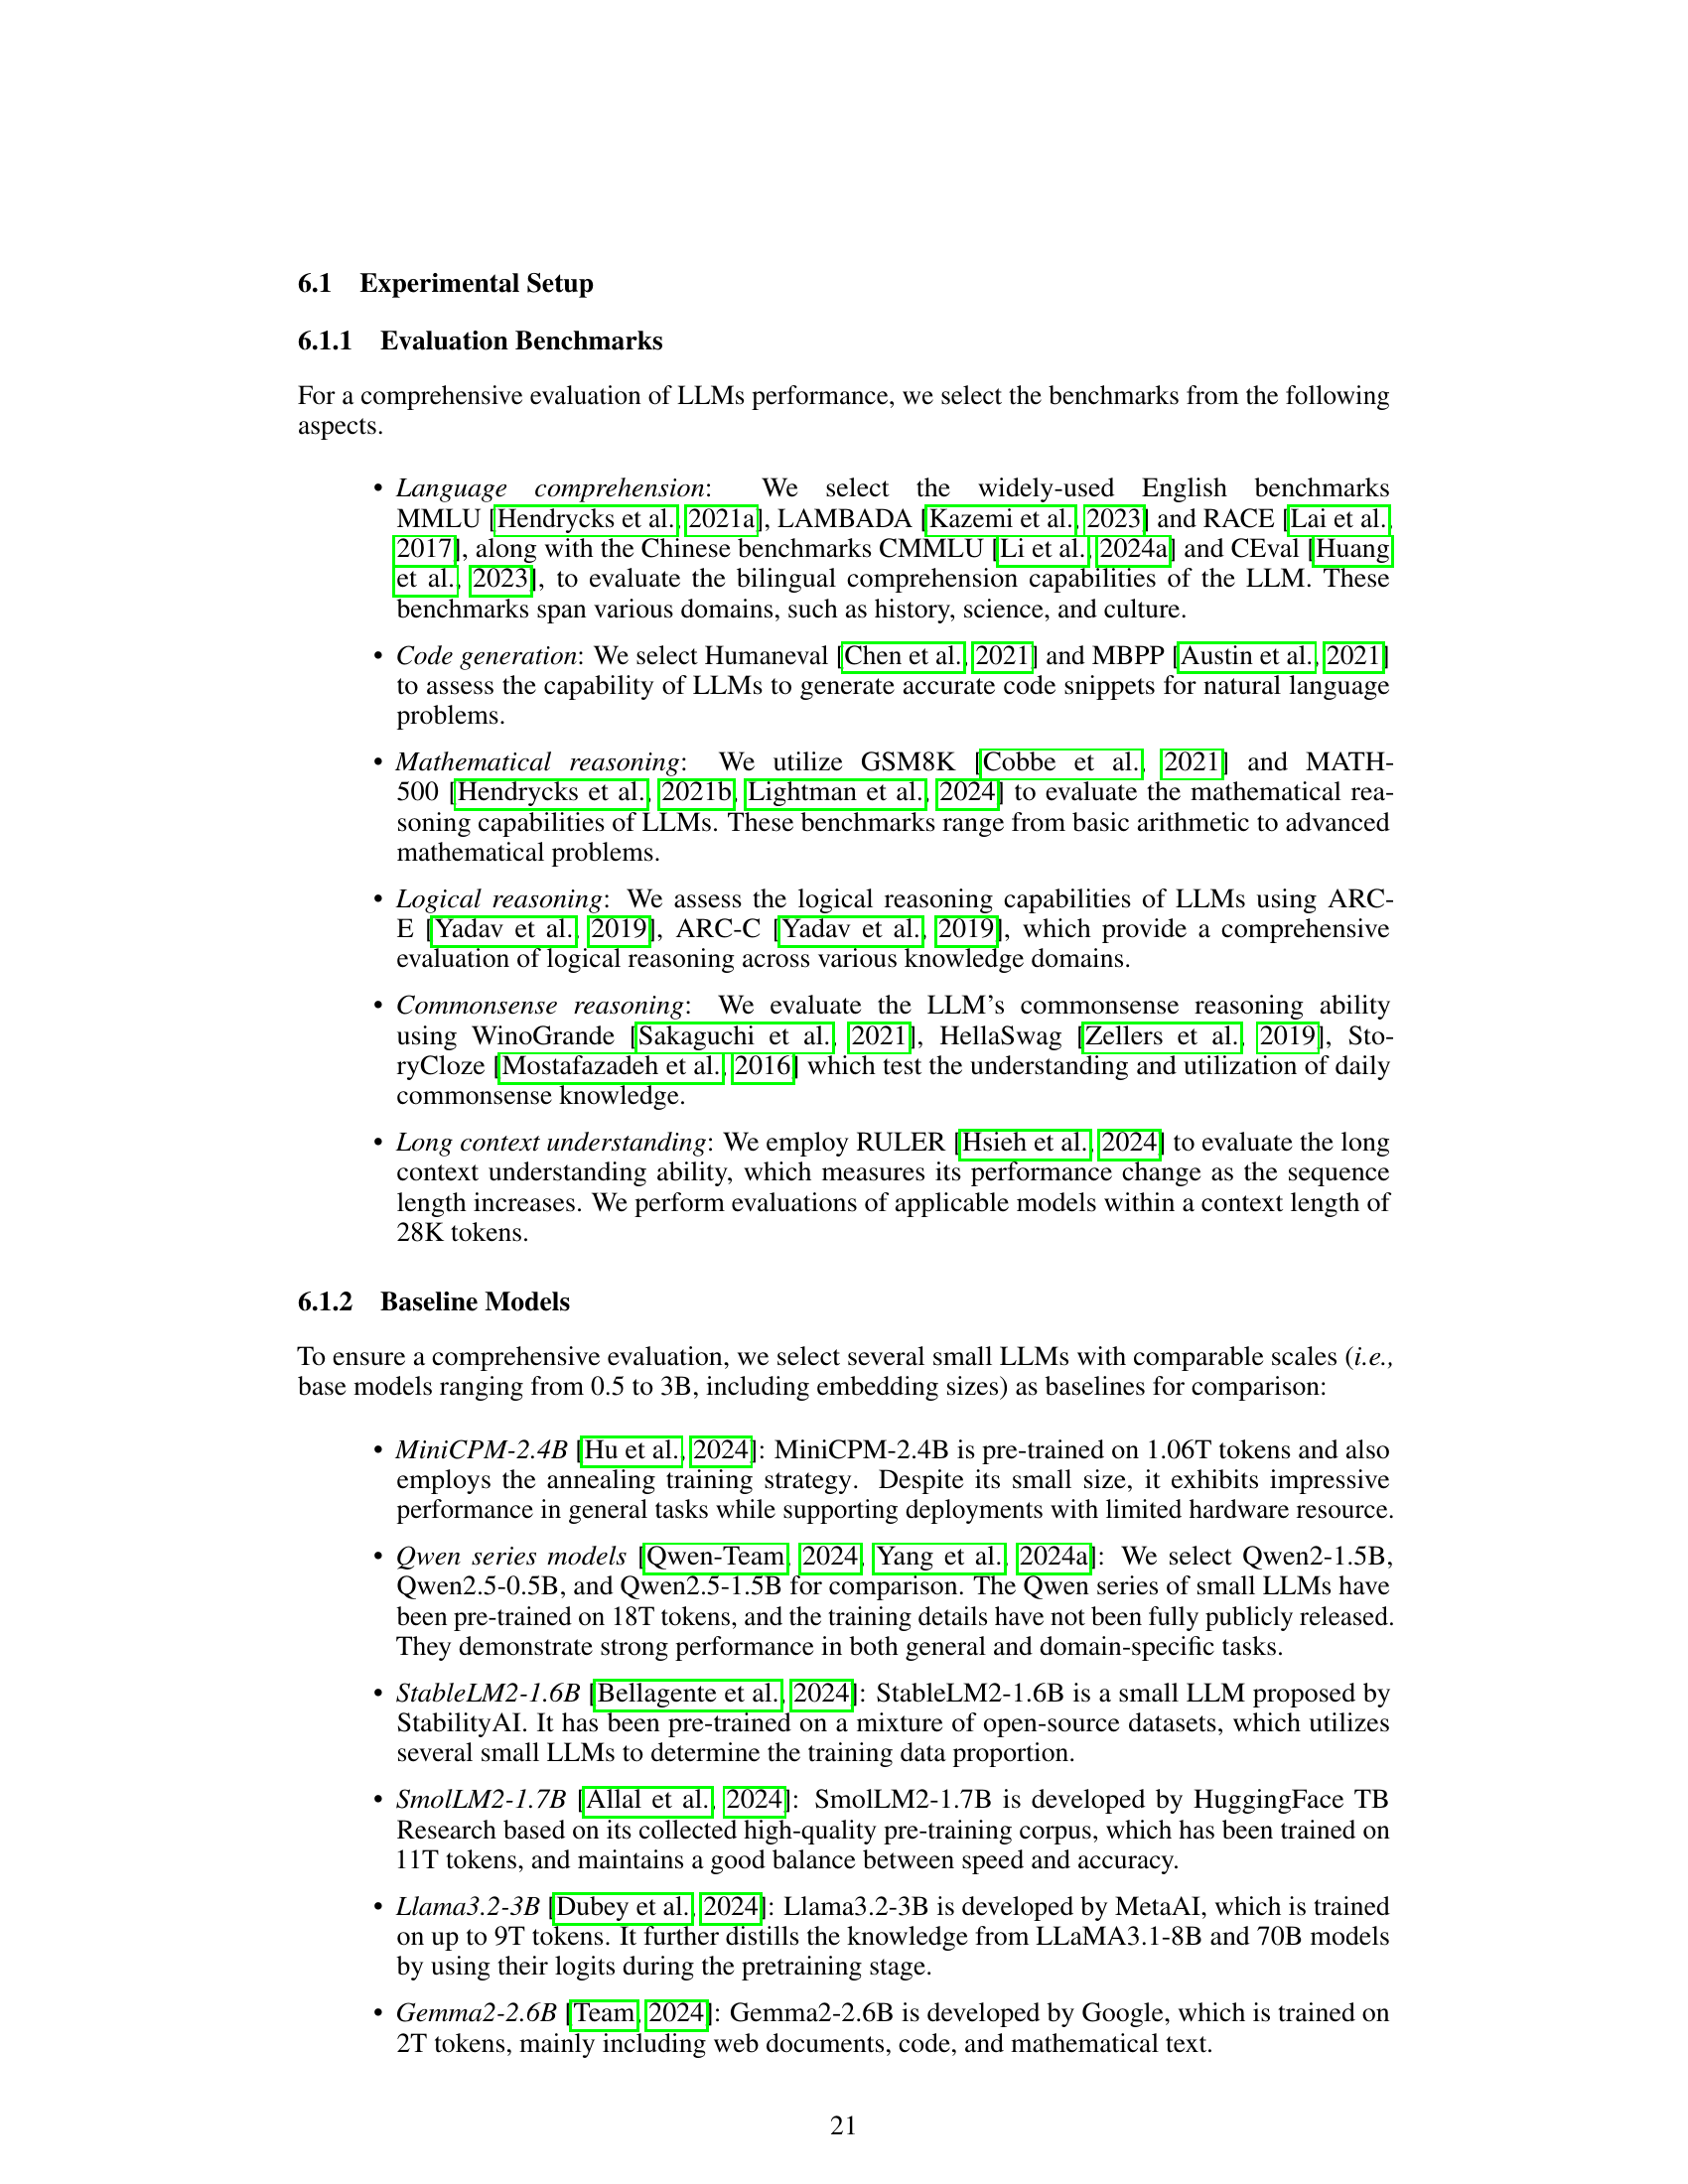 6.1 Experimental Setup
6.1.1 Evaluation Benchmarks
For a comprehensive evaluation of LLMs performance, we select the benchmarks from the following
aspects.
• Language comprehension: We select the widely-used English benchmarks
MMLU [Hendrycks et al., 2021a], LAMBADA [Kazemi et al., 2023] and RACE [Lai et al.,
2017], along with the Chinese benchmarks CMMLU [Li et al., 2024a] and CEval [Huang
et al., 2023], to evaluate the bilingual comprehension capabilities of the LLM. These
benchmarks span various domains, such as history, science, and culture.
• Code generation: We select Humaneval [Chen et al., 2021] and MBPP [Austin et al., 2021]
to assess the capability of LLMs to generate accurate code snippets for natural language
problems.
• Mathematical reasoning: We utilize GSM8K [Cobbe et al., 2021] and MATH-
500 [Hendrycks et al., 2021b, Lightman et al., 2024] to evaluate the mathematical rea-
soning capabilities of LLMs. These benchmarks range from basic arithmetic to advanced
mathematical problems.
• Logical reasoning: We assess the logical reasoning capabilities of LLMs using ARC-
E [Yadav et al., 2019], ARC-C [Yadav et al., 2019], which provide a comprehensive
evaluation of logical reasoning across various knowledge domains.
• Commonsense reasoning: We evaluate the LLM's commonsense reasoning ability
using WinoGrande [Sakaguchi et al., 2021], HellaSwag [Zellers et al., 2019], Sto-
ryCloze [Mostafazadeh et al., 2016] which test the understanding and utilization of daily
commonsense knowledge.
• Long context understanding: We employ RULER [Hsieh et al., 2024] to evaluate the long
context understanding ability, which measures its performance change as the sequence
length increases. We perform evaluations of applicable models within a context length of
28K tokens.
6.1.2 Baseline Models
To ensure a comprehensive evaluation, we select several small LLMs with comparable scales (i.e.,
base models ranging from 0.5 to 3B, including embedding sizes) as baselines for comparison:
• MiniCPM-2.4B [Hu et al., 2024]: MiniCPM-2.4B is pre-trained on 1.06T tokens and also
employs the annealing training strategy. Despite its small size, it exhibits impressive
performance in general tasks while supporting deployments with limited hardware resource.
• Qwen series models [Qwen-Team, 2024, Yang et al., 2024a]: We select Qwen2-1.5B,
Qwen2.5-0.5B, and Qwen2.5-1.5B for comparison. The Qwen series of small LLMs have
been pre-trained on 18T tokens, and the training details have not been fully publicly released.
They demonstrate strong performance in both general and domain-specific tasks.
• StableLM2-1.6B [Bellagente et al., 2024]: StableLM2-1.6B is a small LLM proposed by
StabilityAI. It has been pre-trained on a mixture of open-source datasets, which utilizes
several small LLMs to determine the training data proportion.
• SmolLM2-1.7B [Allal et al., 2024]: SmolLM2-1.7B is developed by HuggingFace TB
Research based on its collected high-quality pre-training corpus, which has been trained on
11T tokens, and maintains a good balance between speed and accuracy.
• Llama3.2-3B [Dubey et al., 2024]: Llama3.2-3B is developed by MetaAI, which is trained
on up to 9T tokens. It further distills the knowledge from LLaMA3.1-8B and 70B models
by using their logits during the pretraining stage.
• Gemma2-2.6B [Team, 2024]: Gemma2-2.6B is developed by Google, which is trained on
2T tokens, mainly including web documents, code, and mathematical text.
21